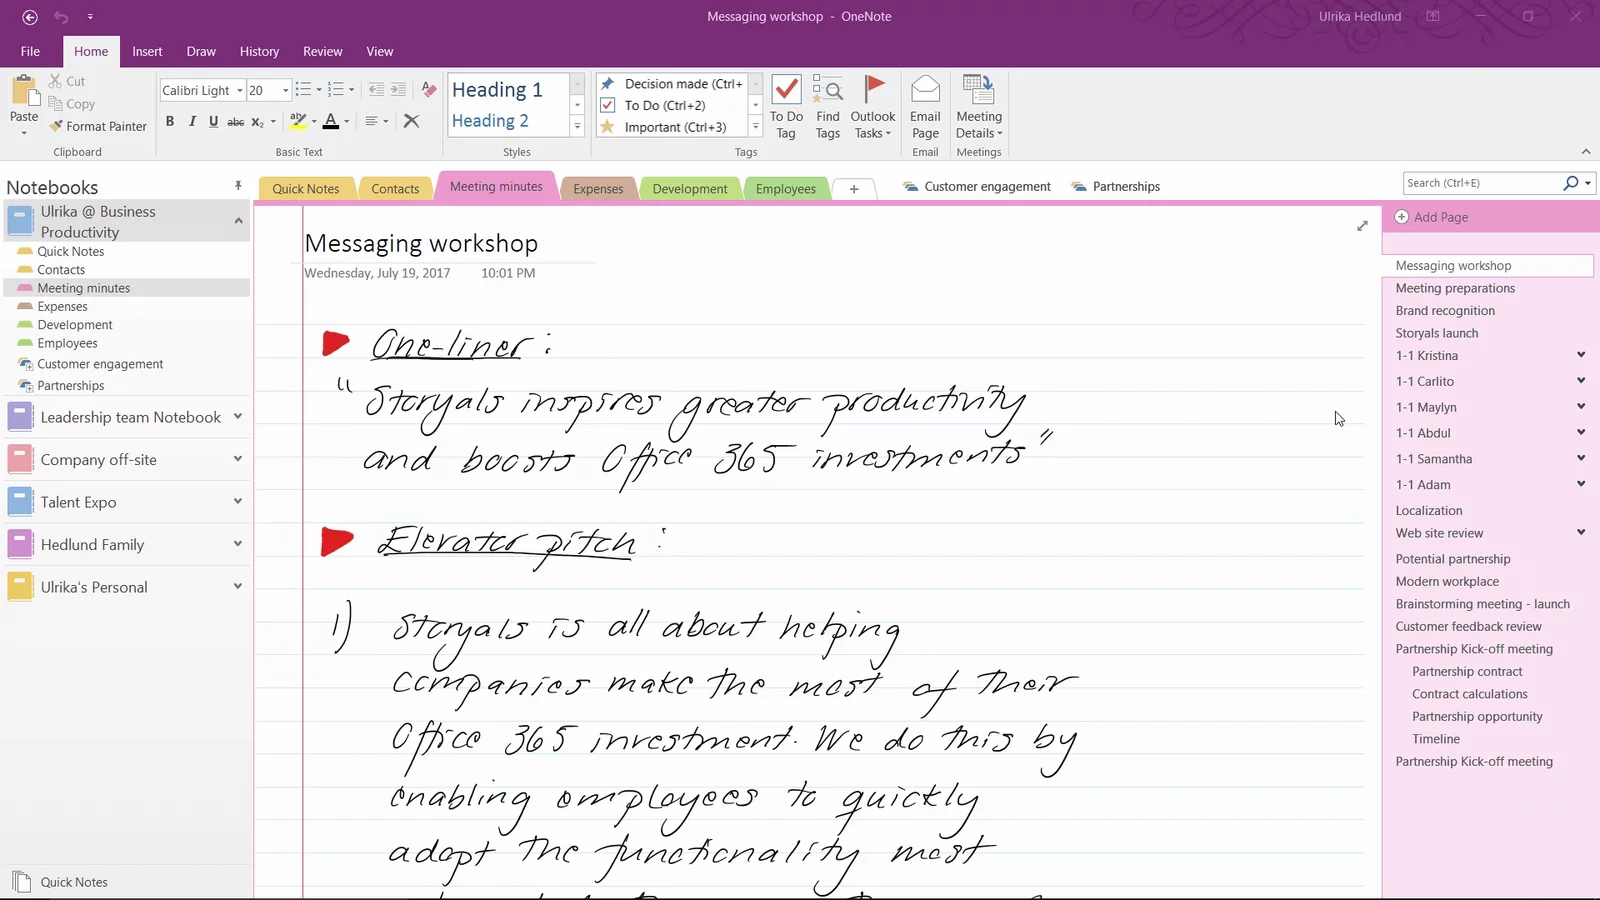 Messaging workshop - OneNote
Ulrika Hedlund
File Home Insert Draw History Review View
Paste
Cut
Copy
Format Painter
Clipboard
Calibri Light 20
B I U abc X₂ A
Basic Text
Heading 1
Heading 2
Styles
Decision made (Ctrl+
To Do (Ctrl+2)
Important (Ctrl+3)
To Do Tag
Find Tags
Outlook Tasks
Tags
Email Page
Email
Meeting Details
Meetings
Notebooks
Ulrika @ Business
Productivity
Quick Notes
Contacts
Meeting minutes
Expenses
Development
Employees
Customer engagement
Partnerships
Leadership team Notebook
Company off-site
Talent Expo
Hedlund Family
Ulrika's Personal
Quick Notes
Quick Notes Contacts Meeting minutes Expenses Development Employees + Customer engagement Partnerships
Search (Ctrl+E)
Messaging workshop
Wednesday, July 19, 2017 10:01 PM
One-liner :
"Storyals inspires greater productivity
and boosts Office 365 investments"
Elevator pitch :
1) Storyals is all about helping
companies make the most of their
Office 365 investment. We do this by
enabling employees to quickly
adopt the functionality most
Add Page
Messaging workshop
Meeting preparations
Brand recognition
Storyals launch
1-1 Kristina
1-1 Carlito
1-1 Maylyn
1-1 Abdul
1-1 Samantha
1-1 Adam
Localization
Web site review
Potential partnership
Modern workplace
Brainstorming meeting - launch
Customer feedback review
Partnership Kick-off meeting
Partnership contract
Contract calculations
Partnership opportunity
Timeline
Partnership Kick-off meeting